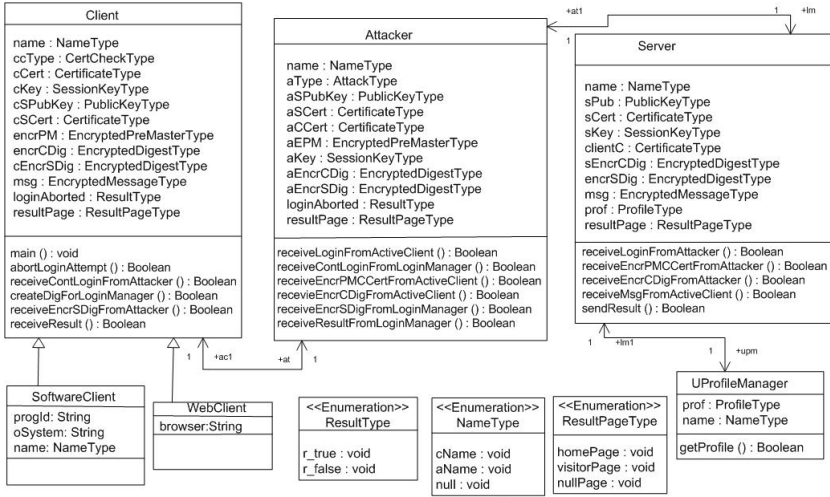 Client
name : NameType
ccType : CertCheckType
cCert : CertificateType
cKey : SessionKeyType
cSPubKey : PublicKeyType
cSCert : CertificateType
encrPM : EncryptedPreMasterType
encrCDig : EncryptedDigestType
cEncrSDig : EncryptedDigestType
msg : EncryptedMessageType
loginAborted : ResultType
resultPage : ResultPageType
main () : void
abortLoginAttempt () : Boolean
receiveContLoginFromAttacker () : Boolean
createDigForLoginManager () : Boolean
receiveEncrSDigFromAttacker () : Boolean
receiveResult () : Boolean
Attacker
name : NameType
aType : AttackType
aSPubKey : PublicKeyType
aSCert : CertificateType
aCCert : CertificateType
aEPM : EncryptedPreMasterType
aKey : SessionKeyType
aEncrCDig : EncryptedDigestType
aEncrSDig : EncryptedDigestType
loginAborted : ResultType
resultPage : ResultPageType
receiveLoginFromActiveClient () : Boolean
receiveContLoginFromLoginManager () : Boolean
receiveEncrPMCCertFromActiveClient () : Boolean
recevieEncrCDigFromActiveClient () : Boolean
receiveEncrSDigFromLoginManager () : Boolean
receiveResultFromLoginManager () : Boolean
+at1
1
1
+lm
Server
name : NameType
sPub : PublicKeyType
sCert : CertificateType
sKey : SessionKeyType
clientC : CertificateType
sEncrCDig : EncryptedDigestType
encrSDig : EncryptedDigestType
msg : EncryptedMessageType
prof : ProfileType
resultPage : ResultPageType
receiveLoginFromAttacker () : Boolean
receiveEncrPMCCertFromAttacker () : Boolean
receiveEncrCDigFromAttacker () : Boolean
receiveMsgFromActiveClient () : Boolean
sendResult () : Boolean
1
+ac1
+at
1
1
+lm1
1
+upm
SoftwareClient
progId: String
oSystem: String
name: NameType
WebClient
browser:String
<<Enumeration>>
ResultType
r_true : void
r_false : void
<<Enumeration>>
NameType
cName : void
aName : void
null : void
<<Enumeration>>
ResultPageType
homePage : void
visitorPage : void
nullPage : void
UProfileManager
prof : ProfileType
name : NameType
getProfile () : Boolean